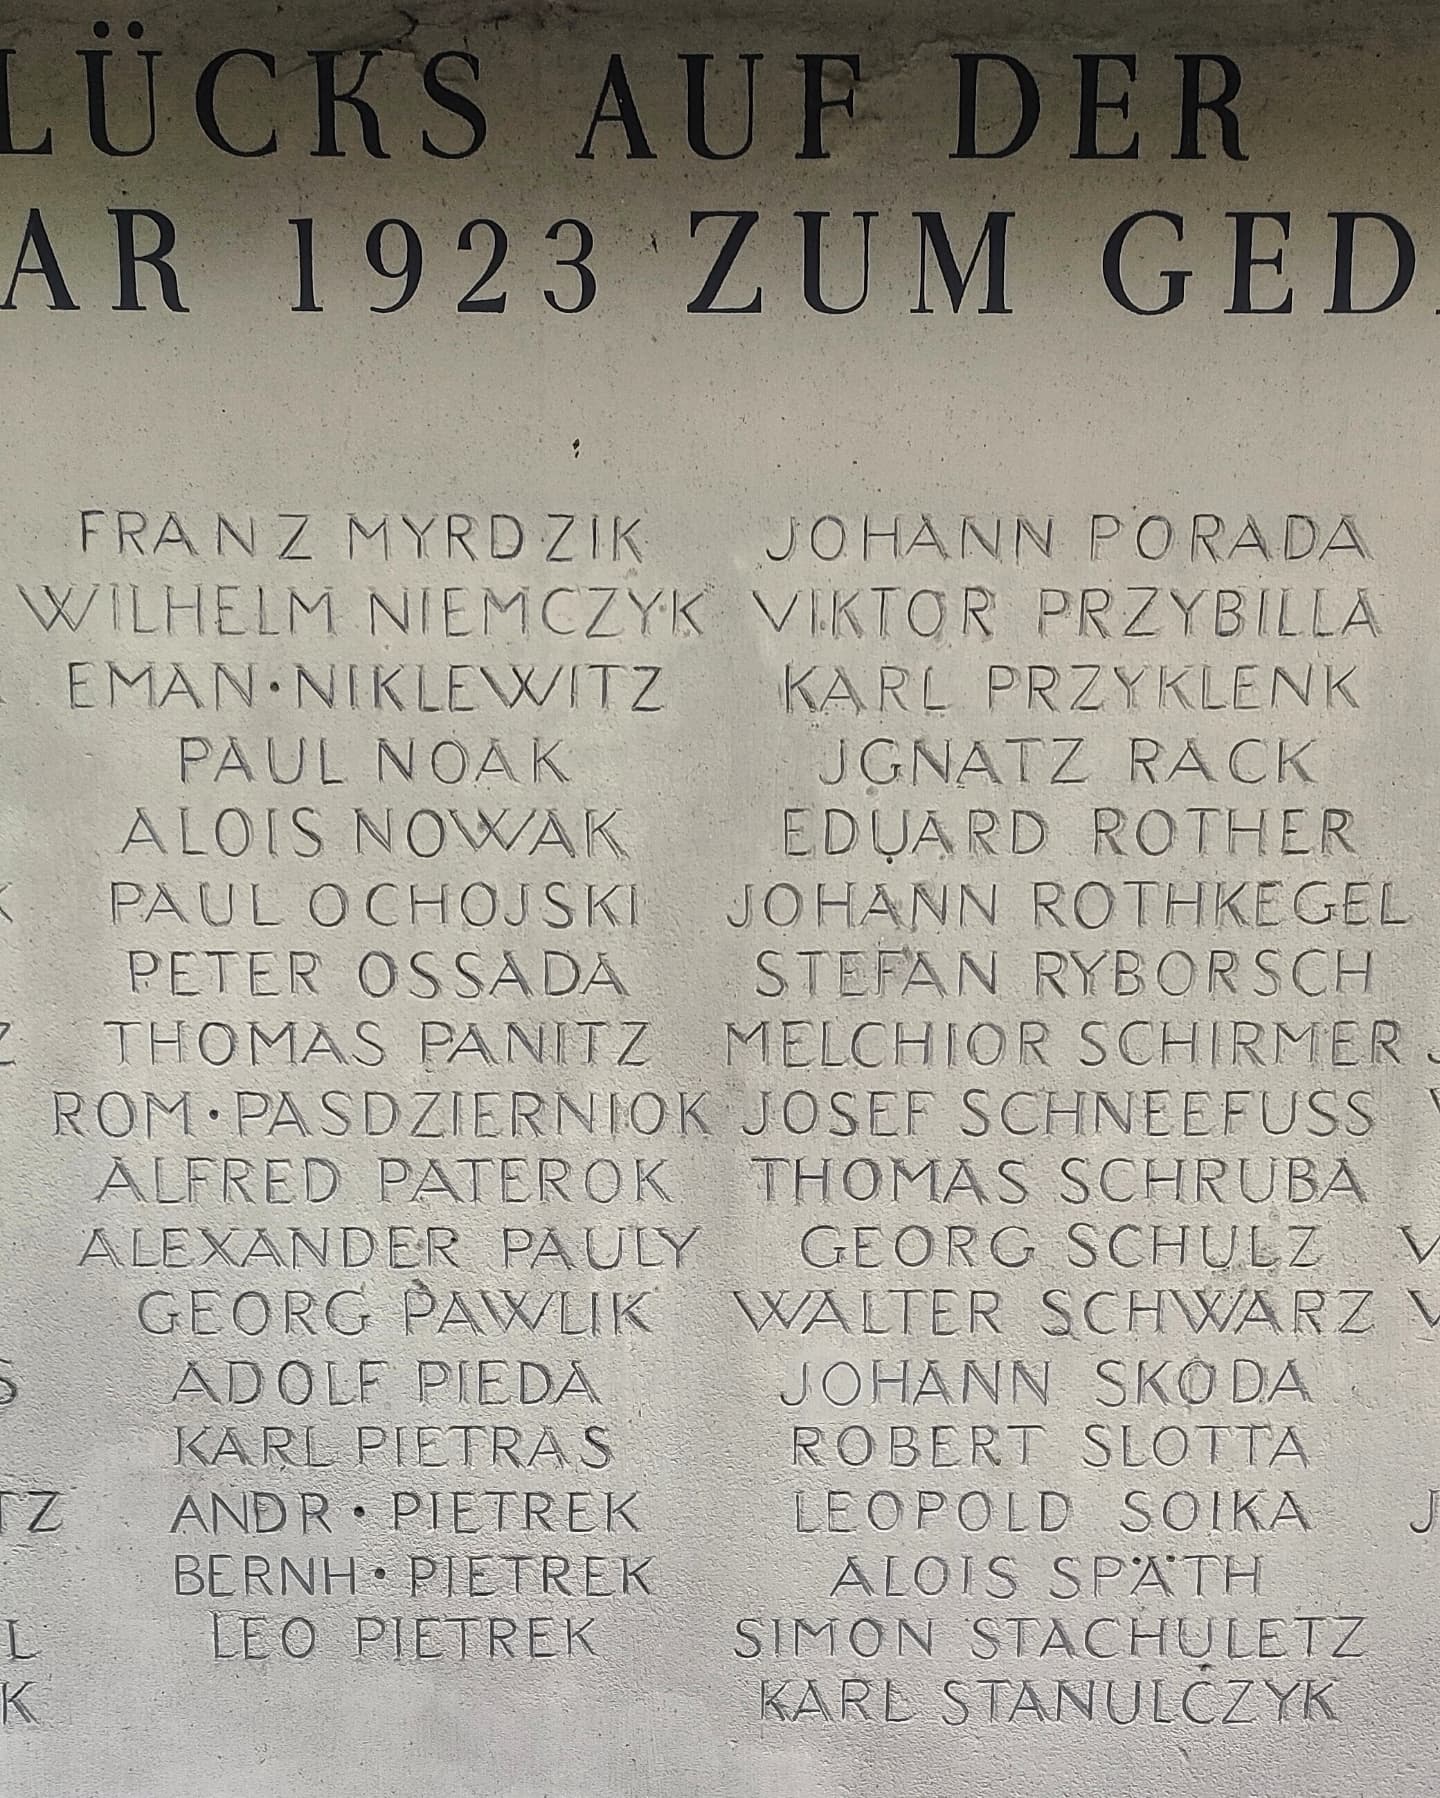 LÜCKS AUF DER
AR 1923 ZUM GED
FRANZ MYRDZIK
WILHELM NIEMCZYK
EMAN·NIKLEWITZ
PAUL NOAK
ALOIS NOWAK
PAUL OCHOJSKI
PETER OSSADA
THOMAS PANITZ
ROM·PASDZIERNIOK
ALFRED PATEROK
ALEXANDER PAULY
GEORG PAWLIK
ADOLF PIEDA
KARL PIETRAS
ANDR·PIETREK
BERNH·PIETREK
LEO PIETREK
JOHANN PORADA
VIKTOR PRZYBILLA
KARL PRZYKLENK
JGNATZ RACK
EDUARD ROTHER
JOHANN ROTHKEGEL
STEFAN RYBORSCH
MELCHIOR SCHIRMER
JOSEF SCHNEEFUSS
THOMAS SCHRUBA
GEORG SCHULZ
WALTER SCHWARZ
JOHANN SKODA
ROBERT SLOTTA
LEOPOLD SOIKA
ALOIS SPÄTH
SIMON STACHULETZ
KARL STANULCZYK